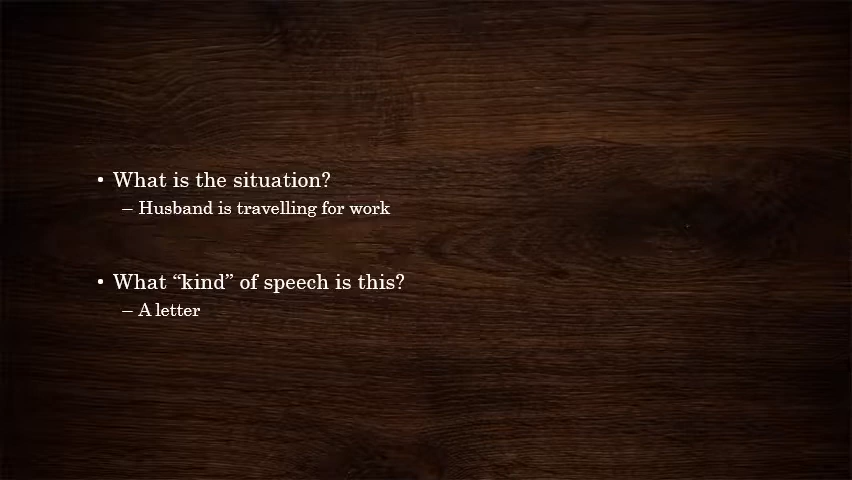 • What is the situation?
– Husband is travelling for work
• What “kind” of speech is this?
– A letter